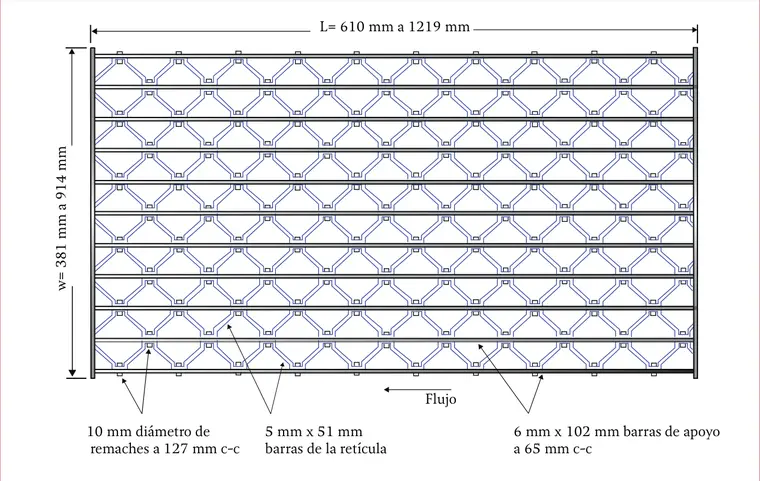 L= 610 mm a 1219 mm
w= 381 mm a 914 mm
Flujo
10 mm diámetro de
remaches a 127 mm c-c
5 mm x 51 mm
barras de la retícula
6 mm x 102 mm barras de apoyo
a 65 mm c-c